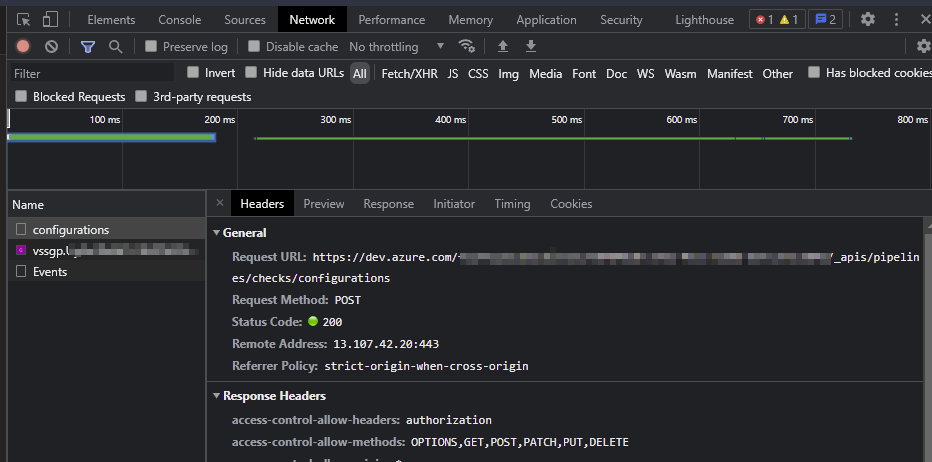 Elements Console Sources Network Performance Memory Application Security Lighthouse 1 1 2
Preserve log Disable cache No throttling
Filter Invert Hide data URLs All Fetch/XHR JS CSS Img Media Font Doc WS Wasm Manifest Other Has blocked cookies
Blocked Requests 3rd-party requests
100 ms 200 ms 300 ms 400 ms 500 ms 600 ms 700 ms 800 ms
Name × Headers Preview Response Initiator Timing Cookies
configurations
vssgp.
Events
General
Request URL: https://dev.azure.com/ /_apis/pipelin
es/checks/configurations
Request Method: POST
Status Code: 200
Remote Address: 13.107.42.20:443
Referrer Policy: strict-origin-when-cross-origin
Response Headers
access-control-allow-headers: authorization
access-control-allow-methods: OPTIONS,GET,POST,PATCH,PUT,DELETE